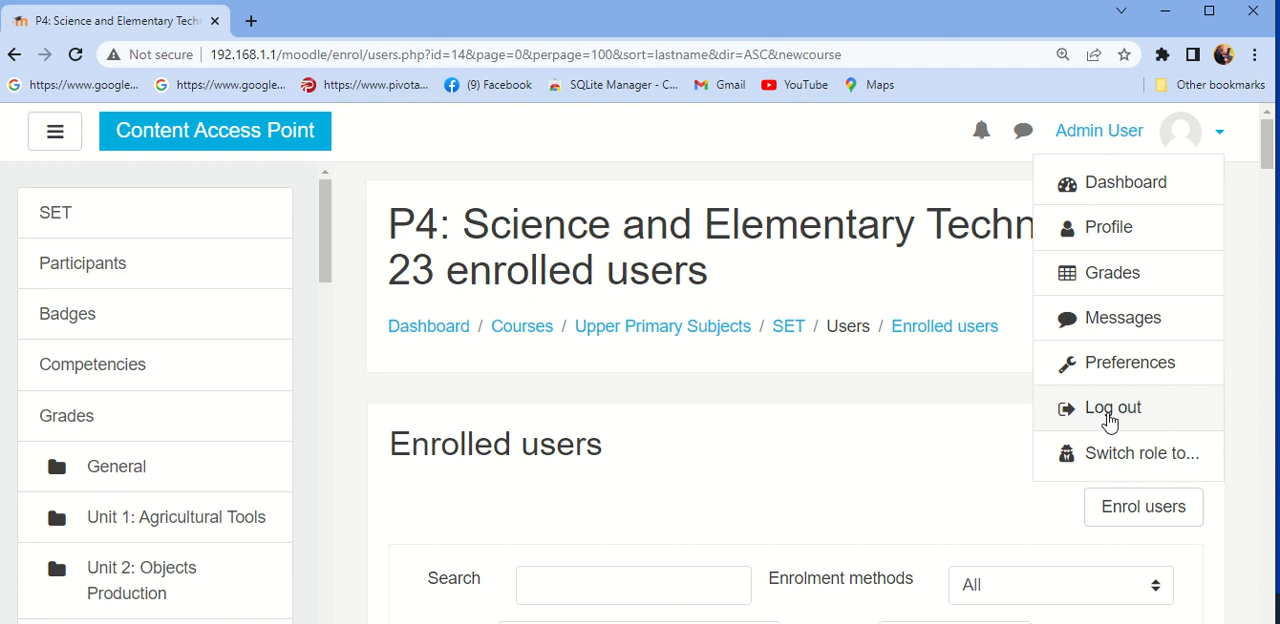 P4: Science and Elementary Techn
Not secure 192.168.1.1/moodle/enrol/users.php?id=14&page=0&perpage=100&sort=lastname&dir=ASC&newcourse
https://www.google... https://www.google... https://www.pivota... (9) Facebook SQLite Manager - C... Gmail YouTube Maps Other bookmarks
Content Access Point
Admin User
SET
Participants
Badges
Competencies
Grades
General
Unit 1: Agricultural Tools
Unit 2: Objects
Production
P4: Science and Elementary Techn
23 enrolled users
Dashboard / Courses / Upper Primary Subjects / SET / Users / Enrolled users
Dashboard
Profile
Grades
Messages
Preferences
Log out
Switch role to...
Enrolled users
Enrol users
Search
Enrolment methods
All